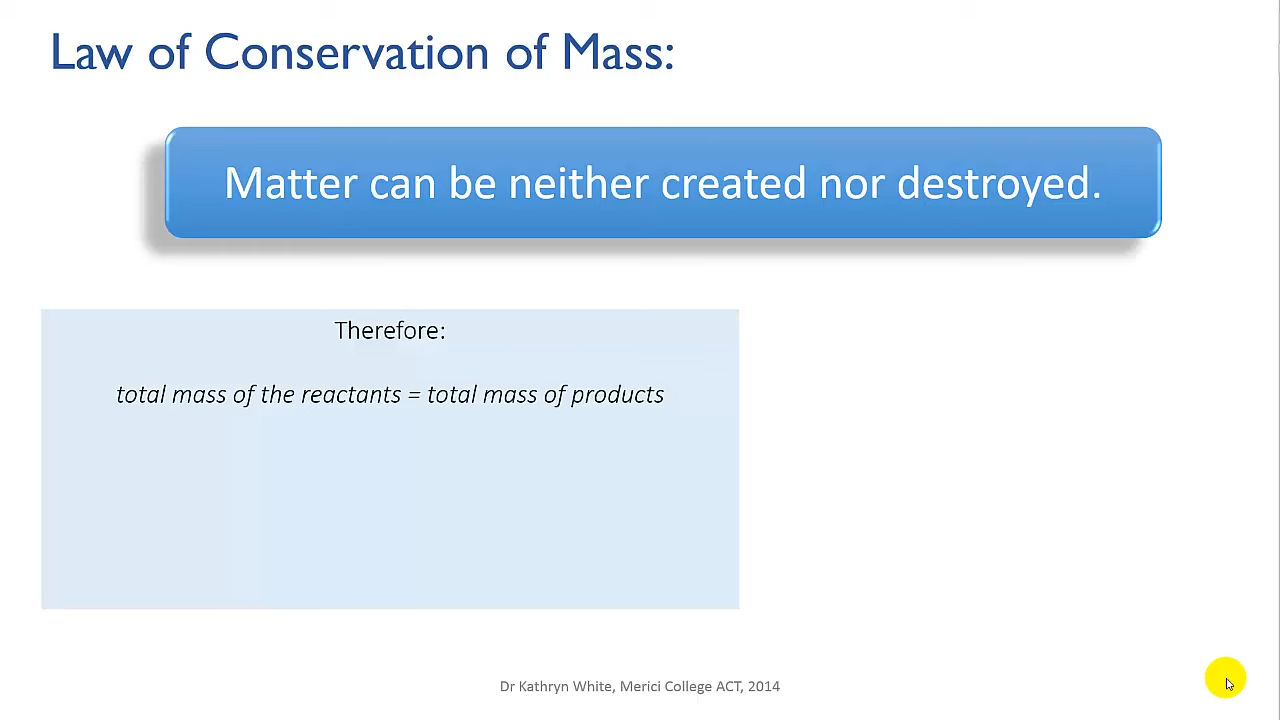 Law of Conservation of Mass:
Matter can be neither created nor destroyed.
Therefore:
total mass of the reactants = total mass of products
Dr Kathryn White, Merici College ACT, 2014